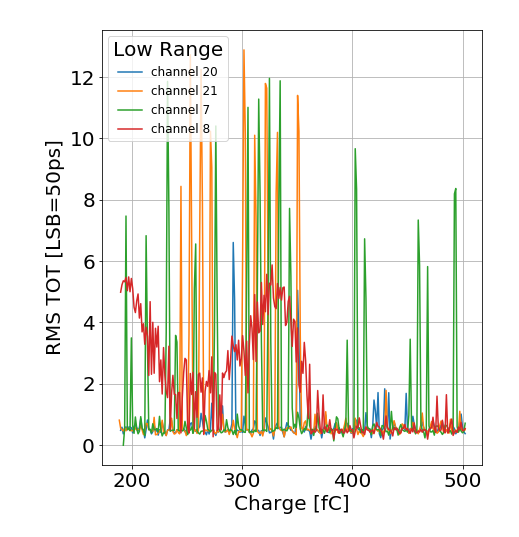 Low Range
channel 20
channel 21
channel 7
channel 8
RMS TOT [LSB=50ps]
12
10
8
6
4
2
0
200
300
400
500
Charge [fC]